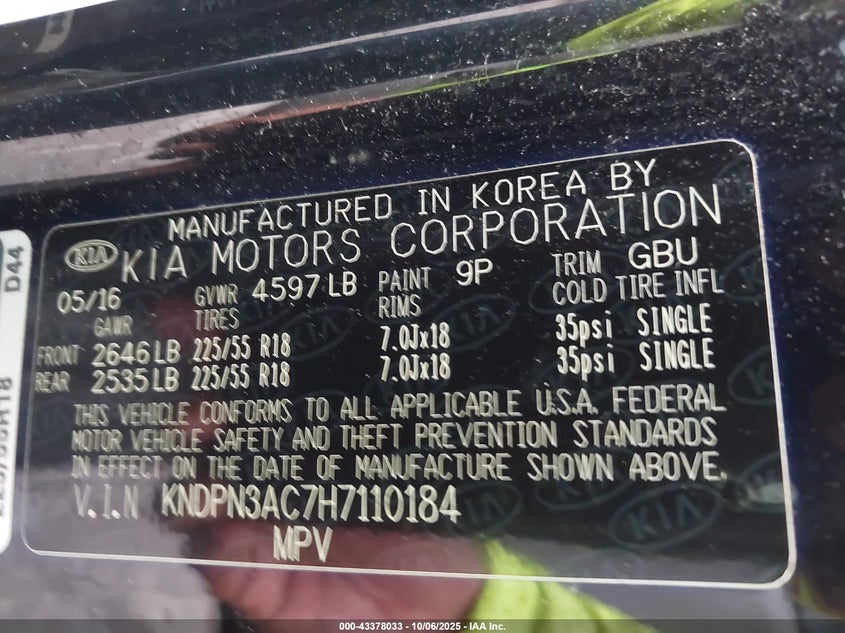 MANUFACTURED IN KOREA BY
KIA KIA MOTORS CORPORATION
05/16 GVWR 4597 LB PAINT 9P TRIM GBU
GAWR TIRES RIMS COLD TIRE INFL
FRONT 2646 LB 225/55 R18 7.0Jx18 35psi SINGLE
REAR 2535 LB 225/55 R18 7.0Jx18 35psi SINGLE
THIS VEHICLE CONFORMS TO ALL APPLICABLE U.S.A. FEDERAL
MOTOR VEHICLE SAFETY AND THEFT PREVENTION STANDARDS
IN EFFECT ON THE DATE OF MANUFACTURE SHOWN ABOVE.
V.I.N KNDPN3AC7H7110184
MPV
D44
000-43378033 - 10/06/2025 - IAA Inc.